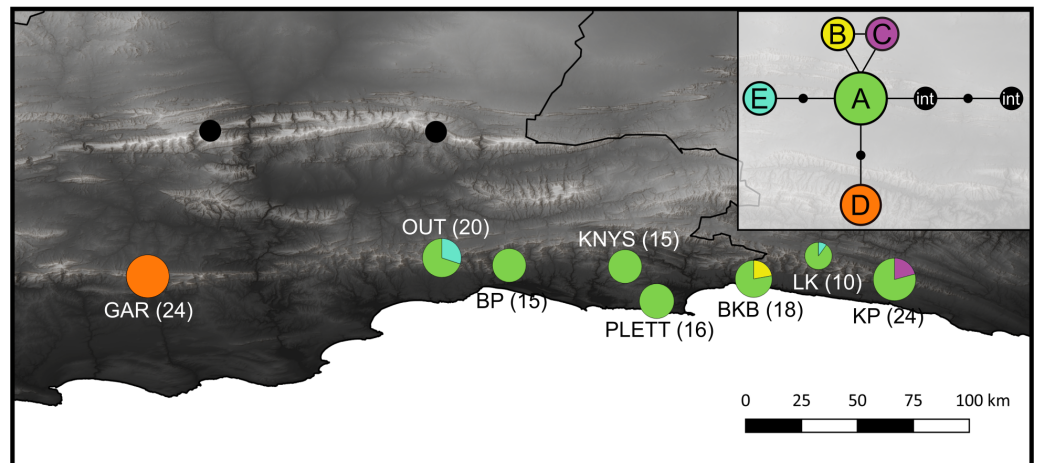 B C
E A int int
D
OUT (20)
KNYS (15)
GAR (24)
BP (15)
PLETT (16)
BKB (18)
LK (10)
KP (24)
0 25 50 75 100 km